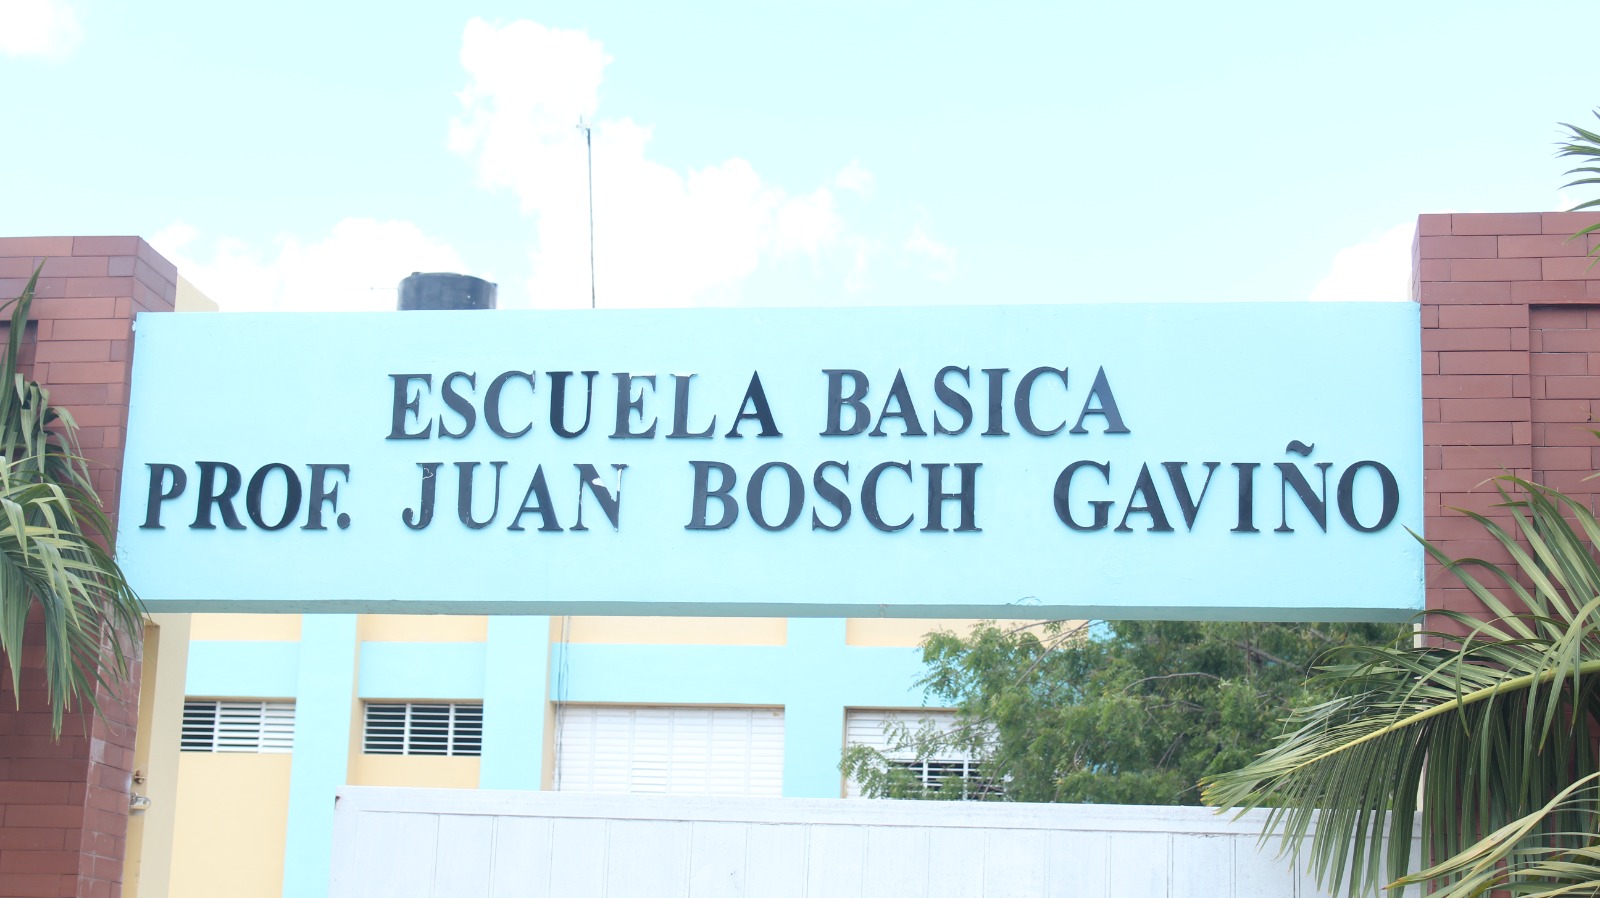 ESCUELA BASICA
PROF. JUAN BOSCH GAVIÑO